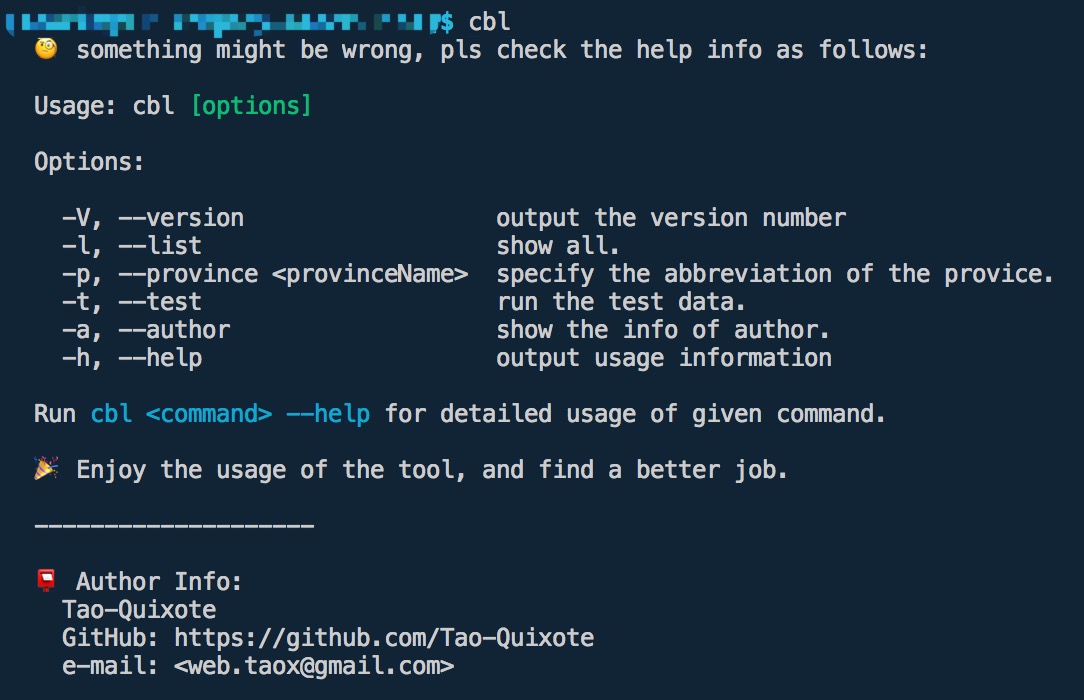 $ cbl
🧐 something might be wrong, pls check the help info as follows:
Usage: cbl [options]
Options:
-V, --version output the version number
-l, --list show all.
-p, --province <provinceName> specify the abbreviation of the provice.
-t, --test run the test data.
-a, --author show the info of author.
-h, --help output usage information
Run cbl <command> --help for detailed usage of given command.
🎉 Enjoy the usage of the tool, and find a better job.
--------------------
📮 Author Info:
Tao-Quixote
GitHub: https://github.com/Tao-Quixote
e-mail: <web.taox@gmail.com>